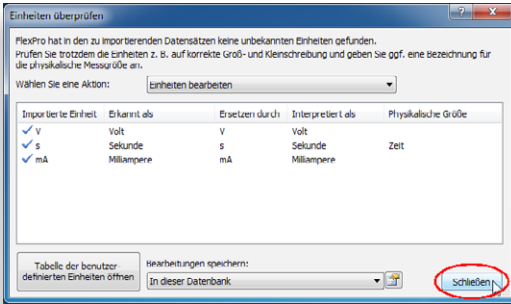 Einheiten überprüfen
FlexPro hat in den zu importierenden Datensätzen keine unbekannten Einheiten gefunden.
Prüfen Sie trotzdem die Einheiten z. B. auf korrekte Groß- und Kleinschreibung und geben Sie ggf. eine Bezeichnung für
die physikalische Messgröße an.
Wählen Sie eine Aktion: Einheiten bearbeiten
Importierte Einheit Erkannt als Ersetzen durch Interpretiert als Physikalische Größe
V Volt V Volt
s Sekunde s Sekunde Zeit
mA Milliampere mA Milliampere
Tabelle der benutzer-
definierten Einheiten öffnen
Bearbeitungen speichern:
In dieser Datenbank
Schließen